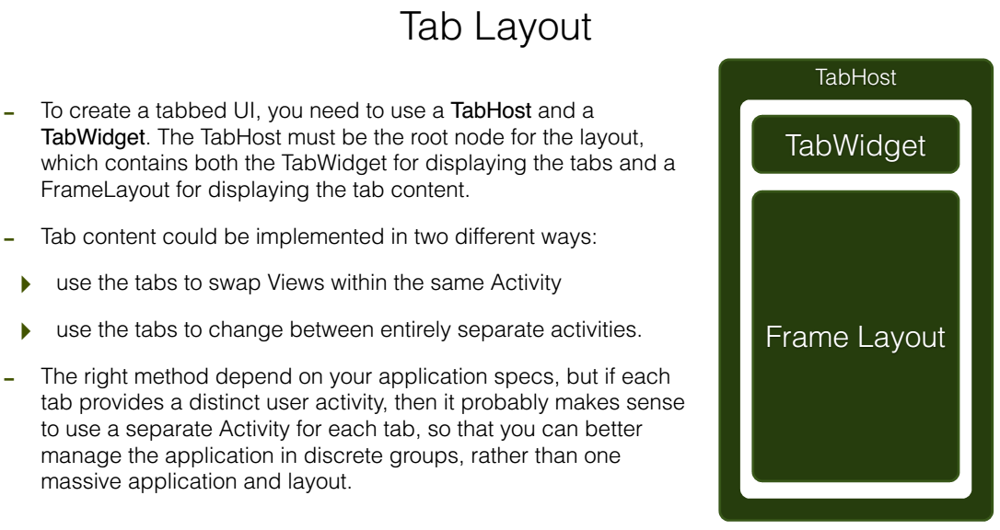 Tab Layout
- To create a tabbed UI, you need to use a TabHost and a
TabWidget. The TabHost must be the root node for the layout,
which contains both the TabWidget for displaying the tabs and a
FrameLayout for displaying the tab content.
- Tab content could be implemented in two different ways:
‣ use the tabs to swap Views within the same Activity
‣ use the tabs to change between entirely separate activities.
- The right method depend on your application specs, but if each
tab provides a distinct user activity, then it probably makes sense
to use a separate Activity for each tab, so that you can better
manage the application in discrete groups, rather than one
massive application and layout.
TabHost
TabWidget
Frame Layout